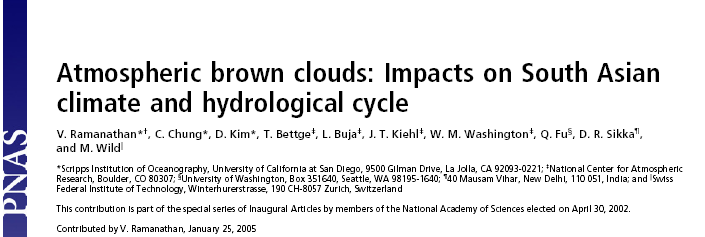 Atmospheric brown clouds: Impacts on South Asian
climate and hydrological cycle
V. Ramanathan*†, C. Chung*, D. Kim*, T. Bettge‡, L. Buja‡, J. T. Kiehl‡, W. M. Washington‡, Q. Fu§, D. R. Sikka¶,
and M. Wild‖
*Scripps Institution of Oceanography, University of California at San Diego, 9500 Gilman Drive, La Jolla, CA 92093-0221; ‡National Center for Atmospheric
Research, Boulder, CO 80307; §University of Washington, Box 351640, Seattle, WA 98195-1640; ¶40 Mausam Vihar, New Delhi, 110 051, India; and ‖Swiss
Federal Institute of Technology, Winterhurerstrasse, 190 CH-8057 Zurich, Switzerland
This contribution is part of the special series of Inaugural Articles by members of the National Academy of Sciences elected on April 30, 2002.
Contributed by V. Ramanathan, January 25, 2005
PNAS